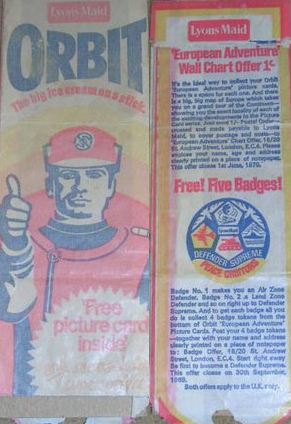 Lyons Maid
ORBIT
The big ice cream on a stick.
'Free
picture card
inside'
Lyons Maid
'European Adventure'
Wall Chart Offer 1/-
It's the ideal way to collect your Orbit
'European Adventure' picture cards.
There is a space for each one. And there
is a big, big map of Europe which takes
you on a grand tour of the Continent—
showing you the exact locality of each of
the exciting developments in the Picture
Card series. Just send 1/- Postal Order—
crossed and made payable to Lyons
Maid, to cover postage and costs—to
"European Adventure" Chart Offer, 18/20
St. Andrew Street, London, E.C.4. Please
enclose your name, age and address
clearly printed on a piece of notepaper.
This offer closes 1st June, 1970.
Free! Five Badges!
Lyons Maid
DEFENDER SUPREME
PEACE CREATORS
Badge No. 1 makes you an Air Zone
Defender. Badge No. 2 a Land Zone
Defender and so on right up to Defender
Supreme. And to get each badge all you
do is collect 4 badge tokens from the
bottom of Orbit 'European Adventure'
Picture Cards. Post your 4 badge tokens
—together with your name and address
clearly printed on a piece of notepaper
to: Badge Offer, 18/20 St. Andrew
Street, London, E.C.4. Start right away.
Be first to become a Defender Supreme.
This offer closes on 30th September,
1969.
Both offers apply to the U.K. only.